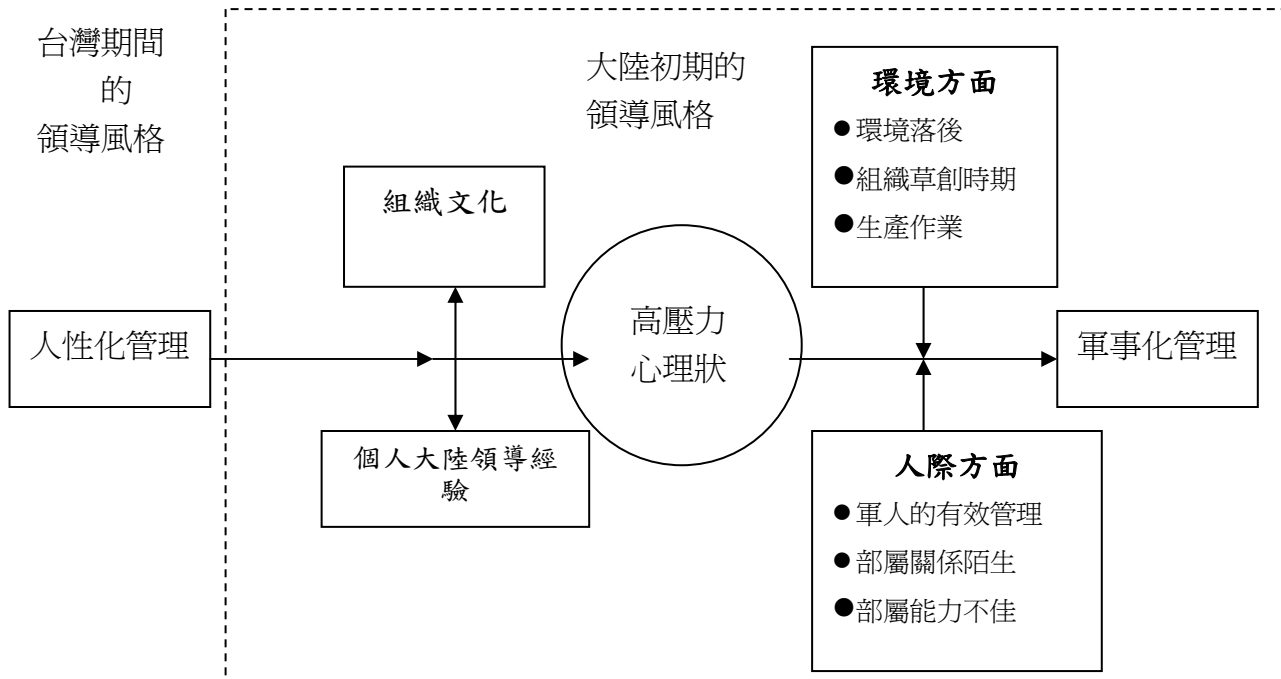 台灣期間
的
領導風格
大陸初期的
領導風格
環境方面
●環境落後
●組織草創時期
●生產作業
組織文化
人性化管理
高壓力
心理狀
軍事化管理
個人大陸領導經
驗
人際方面
●軍人的有效管理
●部屬關係陌生
●部屬能力不佳